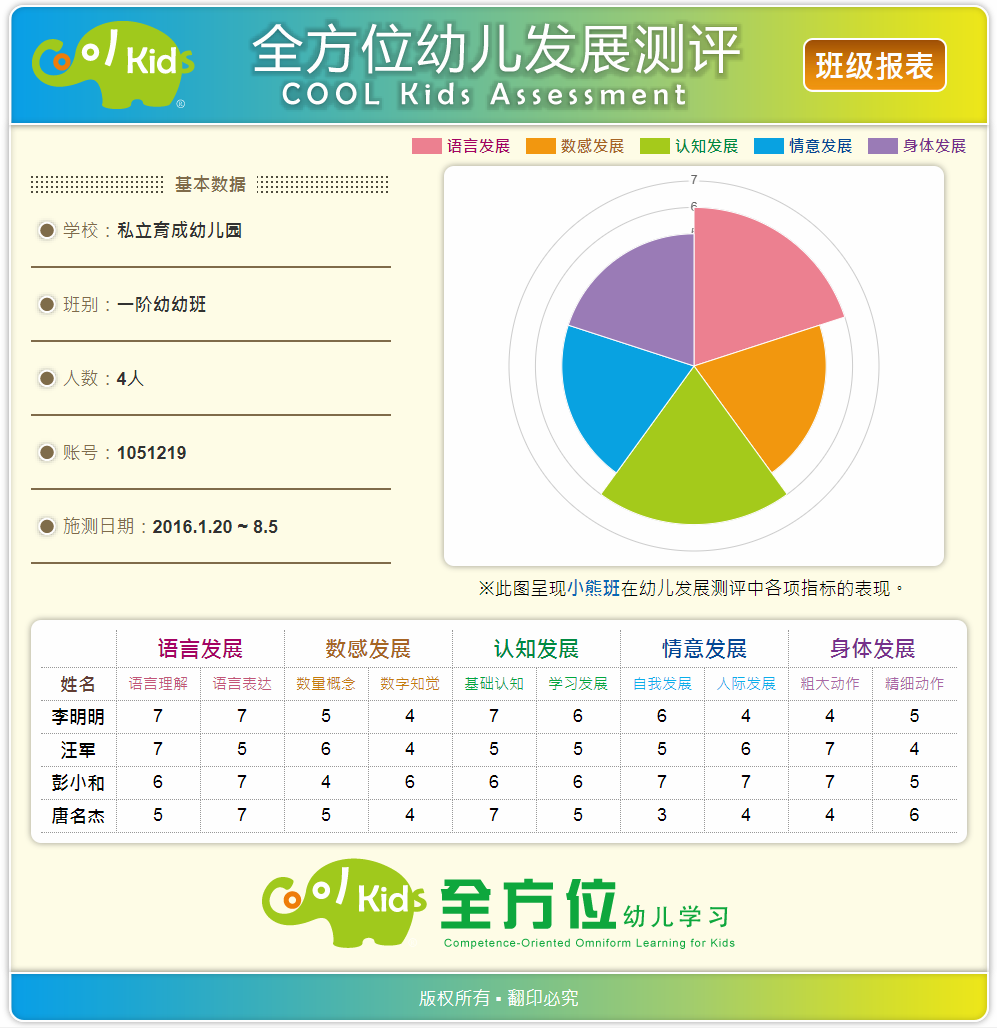 COOL Kids ®
全方位幼儿发展测评
COOL Kids Assessment
班级报表
语言发展 数感发展 认知发展 情意发展 身体发展
基本数据
学校：私立育成幼儿园
班别：一阶幼幼班
人数：4人
账号：1051219
施测日期：2016.1.20 ~ 8.5
7
6
※此图呈现小熊班在幼儿发展测评中各项指标的表现。
语言发展 数感发展 认知发展 情意发展 身体发展
姓名 语言理解 语言表达 数量概念 数字知觉 基础认知 学习发展 自我发展 人际发展 粗大动作 精细动作
李明明 7 7 5 4 7 6 6 4 4 5
汪军 7 5 6 4 5 5 5 6 7 4
彭小和 6 7 4 6 6 6 7 7 7 5
唐名杰 5 7 5 4 7 5 3 4 4 6
COOL Kids 全方位幼儿学习
Competence-Oriented Omniform Learning for Kids
版权所有 ▪ 翻印必究